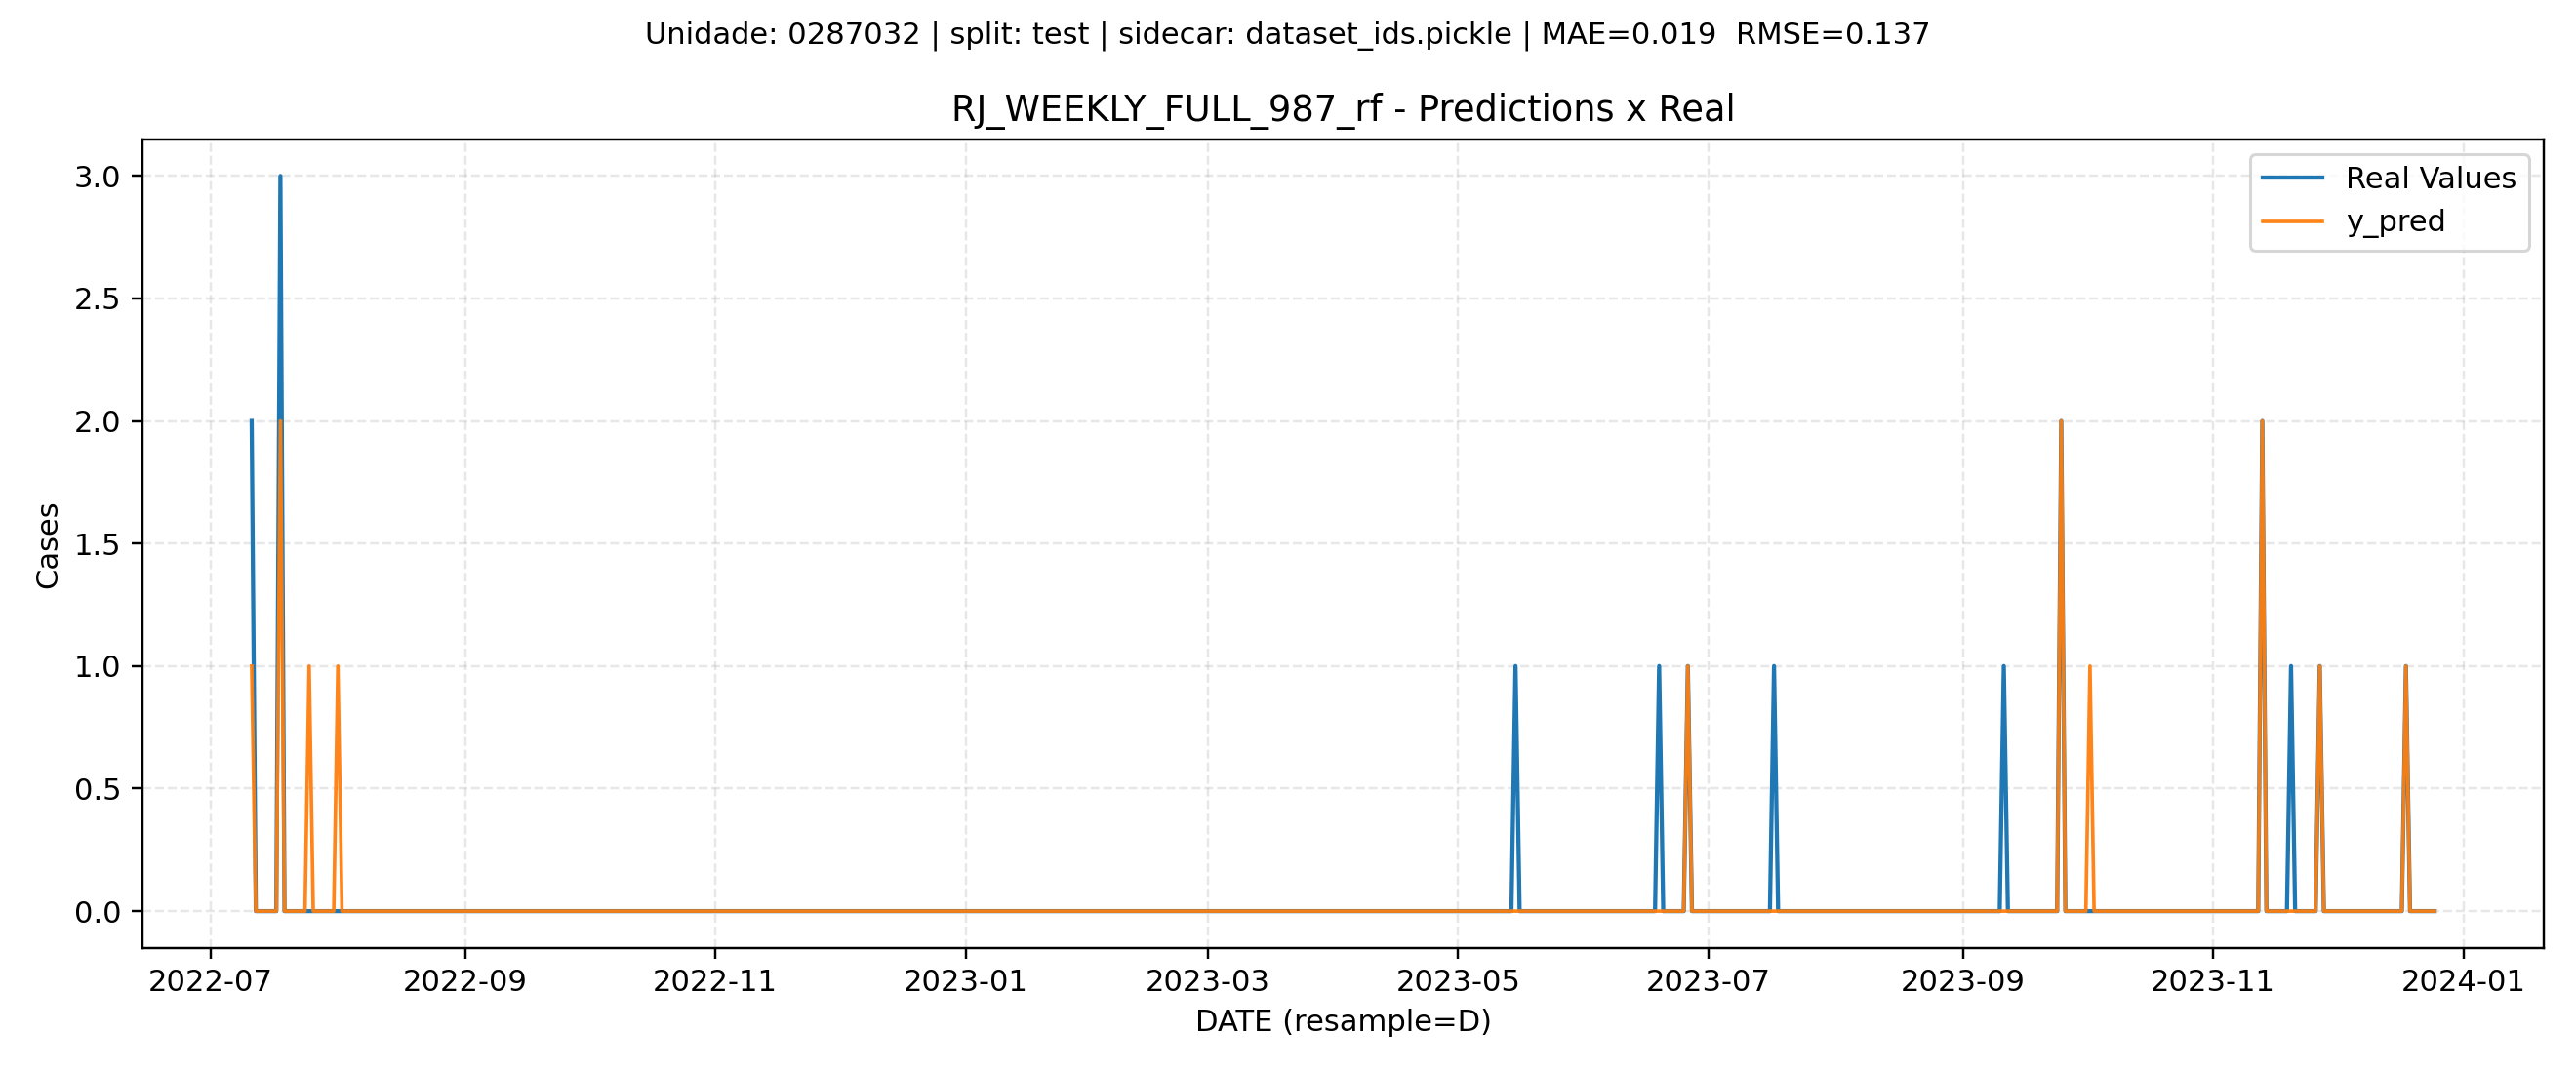 Unidade: 0287032 | split: test | sidecar: dataset_ids.pickle | MAE=0.019  RMSE=0.137
RJ_WEEKLY_FULL_987_rf - Predictions x Real
Real Values
y_pred
Cases
3.0
2.5
2.0
1.5
1.0
0.5
0.0
2022-07
2022-09
2022-11
2023-01
2023-03
2023-05
2023-07
2023-09
2023-11
2024-01
DATE (resample=D)